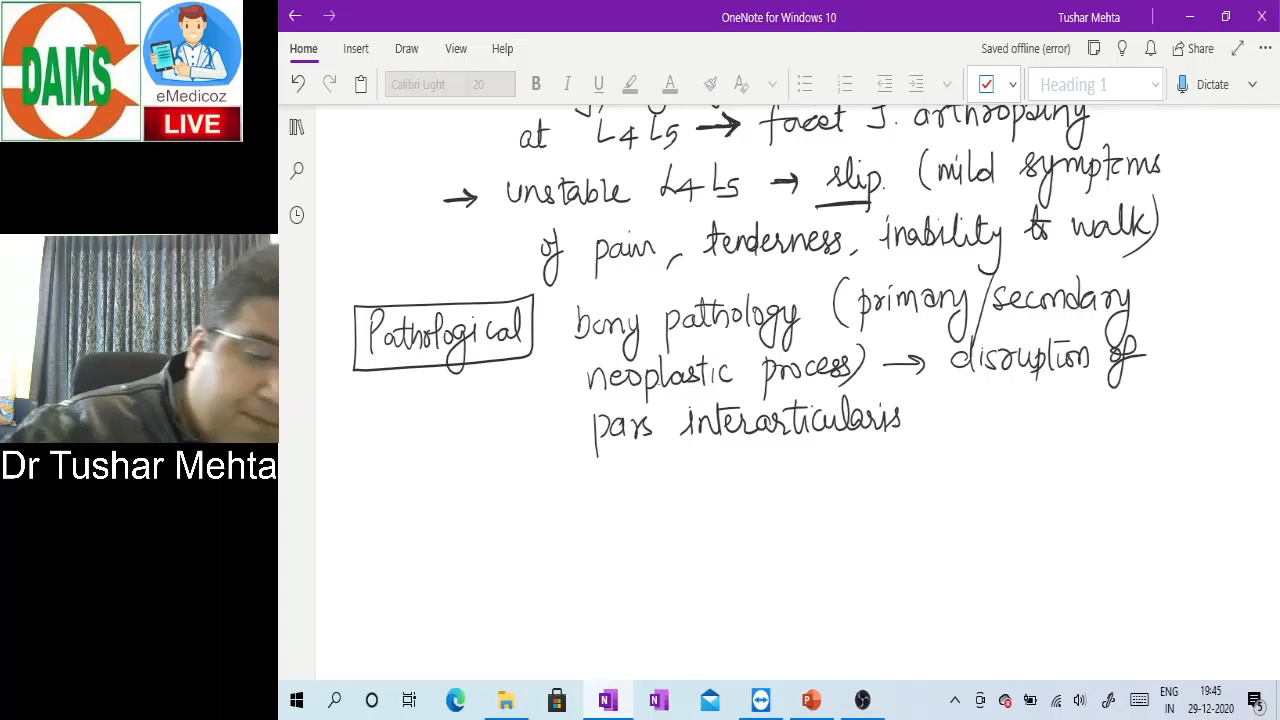 DAMS
eMedicoz
LIVE
Dr Tushar Mehta
OneNote for Windows 10
Tushar Mehta
Home Insert Draw View Help
Saved offline (error)
Share
Calibri Light 20
B I U A
Heading 1
Dictate
at L4 L5 → facet J. arthropathy
→ unstable L4 L5 → slip. (mild symptoms
of pain, tenderness, inability to walk)
Pathological bony pathology (primary/secondary
neoplastic process) → disruption of
pars interarticularis
ENG
IN
19:45
29-12-2020
5